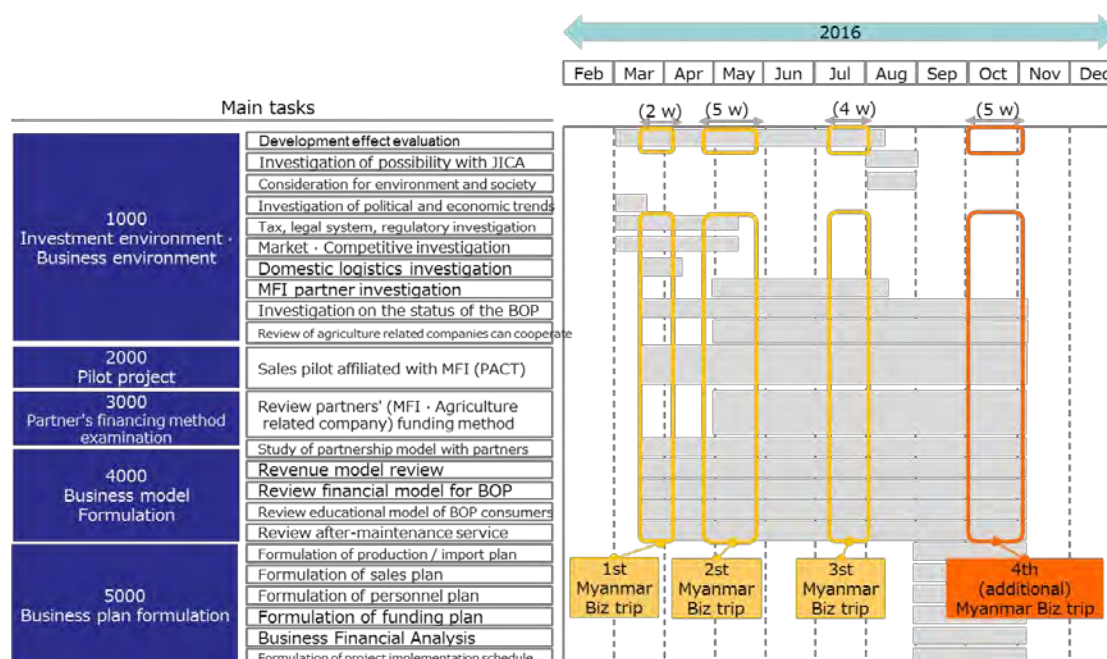 2016
Feb Mar Apr May Jun Jul Aug Sep Oct Nov Dec
Main tasks
(2 w) (5 w) (4 w) (5 w)
1000
Investment environment ·
Business environment
Development effect evaluation
Investigation of possibility with JICA
Consideration for environment and society
Investigation of political and economic trends
Tax, legal system, regulatory investigation
Market · Competitive investigation
Domestic logistics investigation
MFI partner investigation
Investigation on the status of the BOP
Review of agriculture related companies can cooperate
2000
Pilot project
Sales pilot affiliated with MFI (PACT)
3000
Partner's financing method
examination
Review partners' (MFI · Agriculture
related company) funding method
4000
Business model
Formulation
Study of partnership model with partners
Revenue model review
Review financial model for BOP
Review educational model of BOP consumers
Review after-maintenance service
5000
Business plan formulation
Formulation of production / import plan
Formulation of sales plan
Formulation of personnel plan
Formulation of funding plan
Business Financial Analysis
Formulation of project implementation schedule
1st
Myanmar
Biz trip
2st
Myanmar
Biz trip
3st
Myanmar
Biz trip
4th
(additional)
Myanmar Biz trip